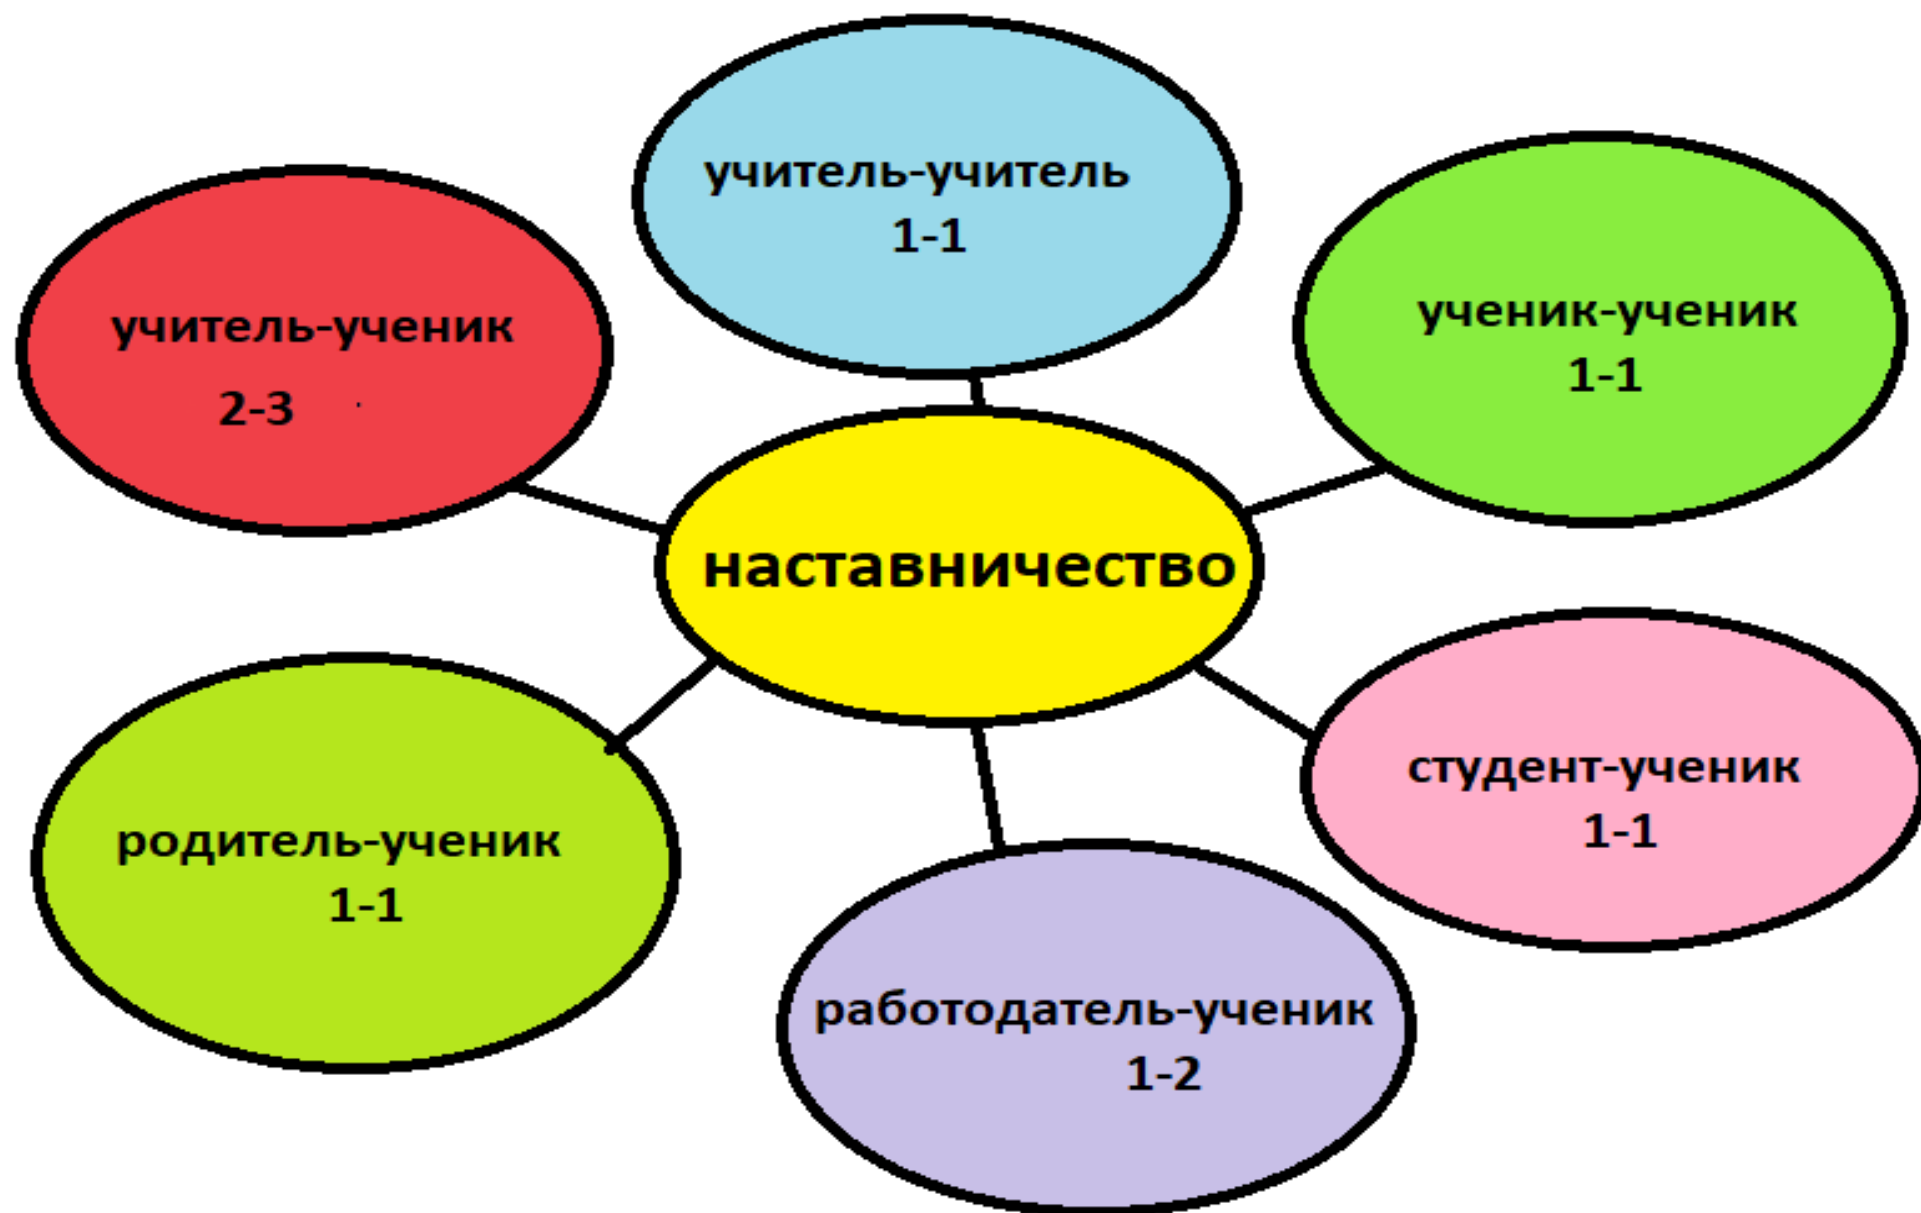 учитель-учитель
1-1
учитель-ученик
2-3
ученик-ученик
1-1
наставничество
родитель-ученик
1-1
студент-ученик
1-1
работодатель-ученик
1-2